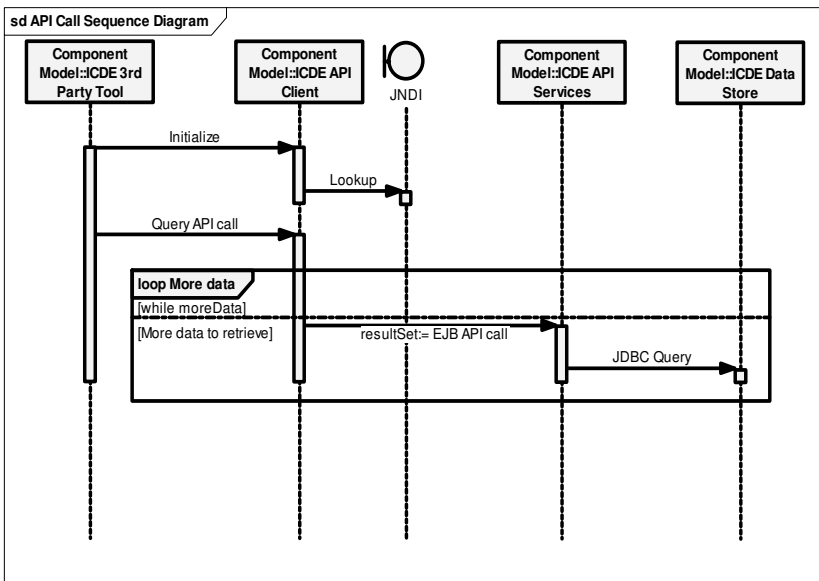 sd API Call Sequence Diagram
Component
Model::ICDE 3rd
Party Tool
Component
Model::ICDE API
Client
JNDI
Component
Model::ICDE API
Services
Component
Model::ICDE Data
Store
Initialize
Lookup
Query API call
loop More data
[while moreData]
[More data to retrieve]
resultSet:= EJB API call
JDBC Query